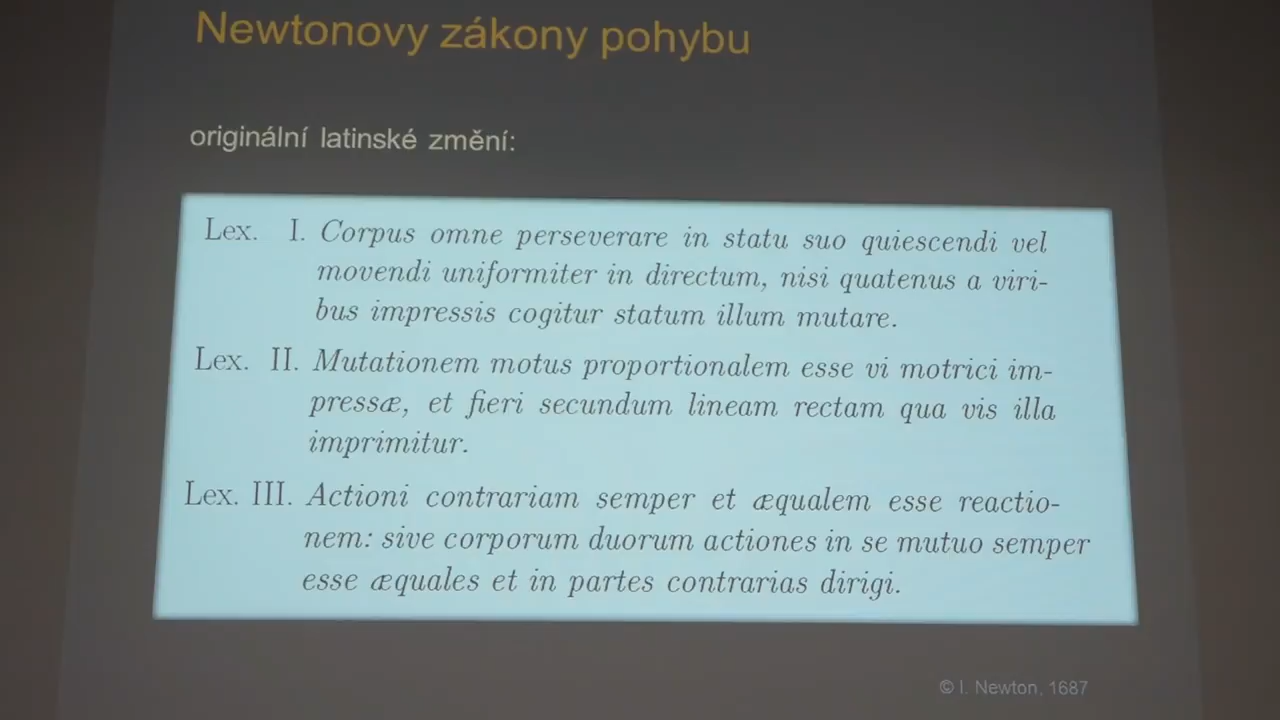 Newtonovy zákony pohybu
originální latinské změní:
Lex. I. Corpus omne perseverare in statu suo quiescendi vel
movendi uniformiter in directum, nisi quatenus a viri-
bus impressis cogitur statum illum mutare.
Lex. II. Mutationem motus proportionalem esse vi motrici im-
pressæ, et fieri secundum lineam rectam qua vis illa
imprimitur.
Lex. III. Actioni contrariam semper et æqualem esse reactio-
nem: sive corporum duorum actiones in se mutuo semper
esse æquales et in partes contrarias dirigi.
© I. Newton, 1687